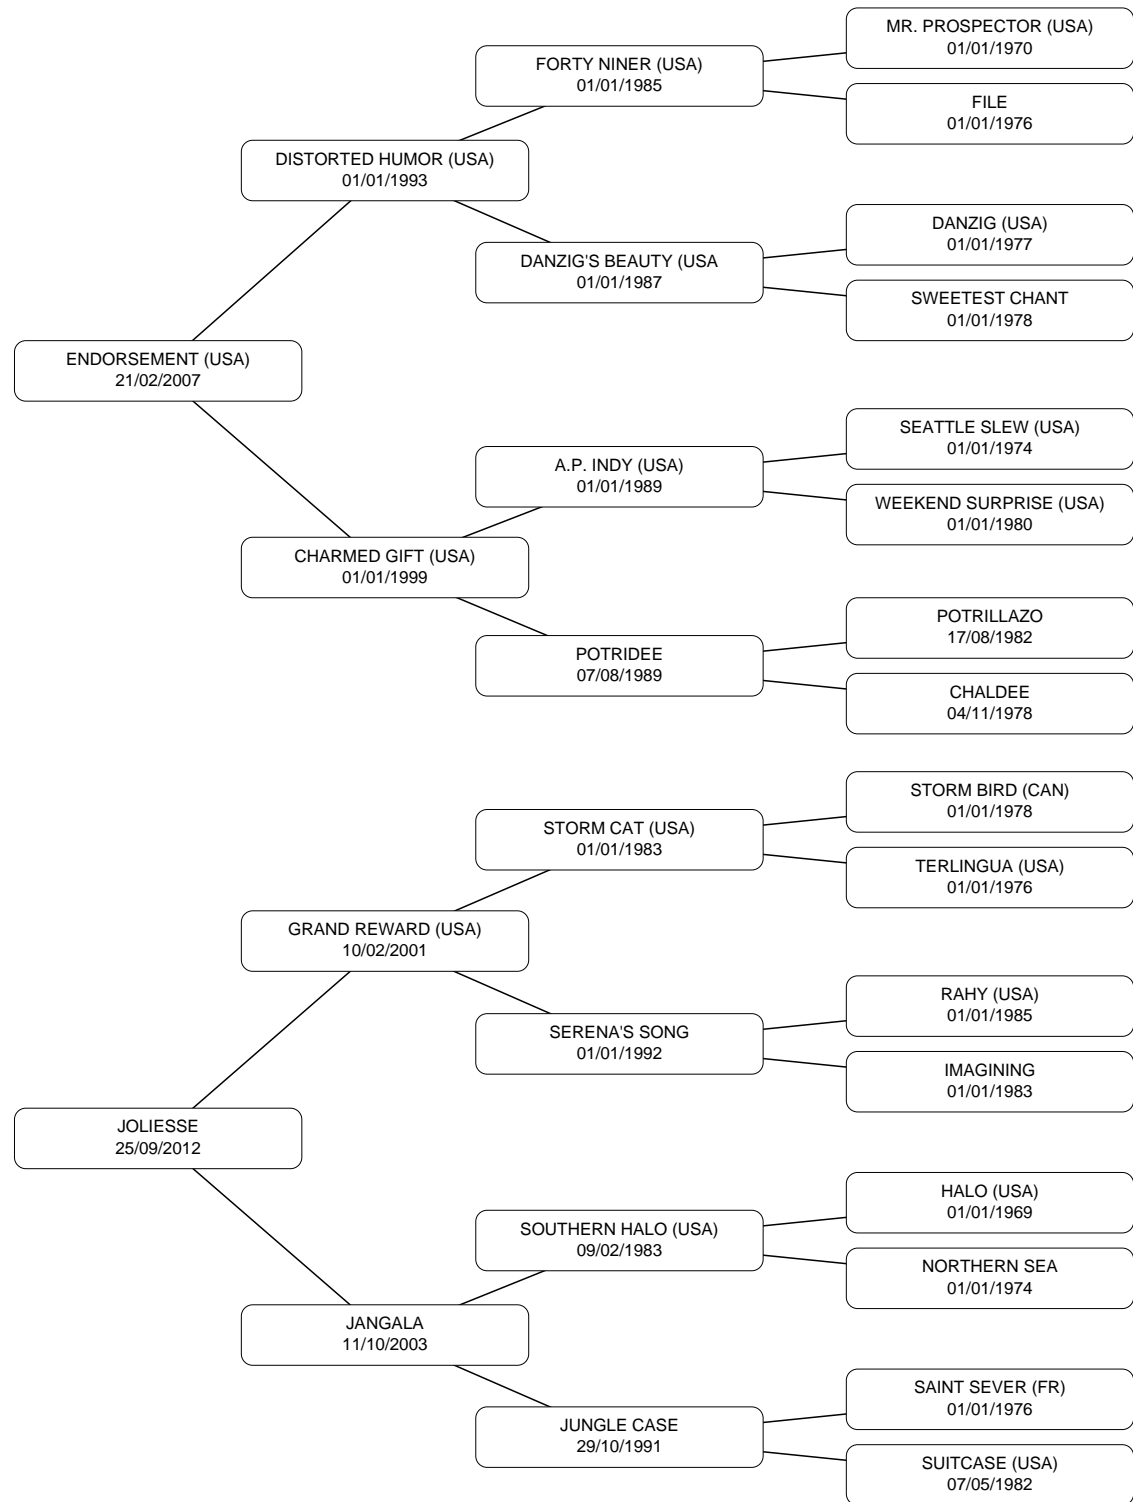 MR. PROSPECTOR (USA)
01/01/1970
FORTY NINER (USA)
01/01/1985
FILE
01/01/1976
DISTORTED HUMOR (USA)
01/01/1993
DANZIG (USA)
01/01/1977
DANZIG'S BEAUTY (USA
01/01/1987
SWEETEST CHANT
01/01/1978
ENDORSEMENT (USA)
21/02/2007
SEATTLE SLEW (USA)
01/01/1974
A.P. INDY (USA)
01/01/1989
WEEKEND SURPRISE (USA)
01/01/1980
CHARMED GIFT (USA)
01/01/1999
POTRILLAZO
17/08/1982
POTRIDEE
07/08/1989
CHALDEE
04/11/1978
STORM BIRD (CAN)
01/01/1978
STORM CAT (USA)
01/01/1983
TERLINGUA (USA)
01/01/1976
GRAND REWARD (USA)
10/02/2001
RAHY (USA)
01/01/1985
SERENA'S SONG
01/01/1992
IMAGINING
01/01/1983
JOLIESSE
25/09/2012
HALO (USA)
01/01/1969
SOUTHERN HALO (USA)
09/02/1983
NORTHERN SEA
01/01/1974
JANGALA
11/10/2003
SAINT SEVER (FR)
01/01/1976
JUNGLE CASE
29/10/1991
SUITCASE (USA)
07/05/1982